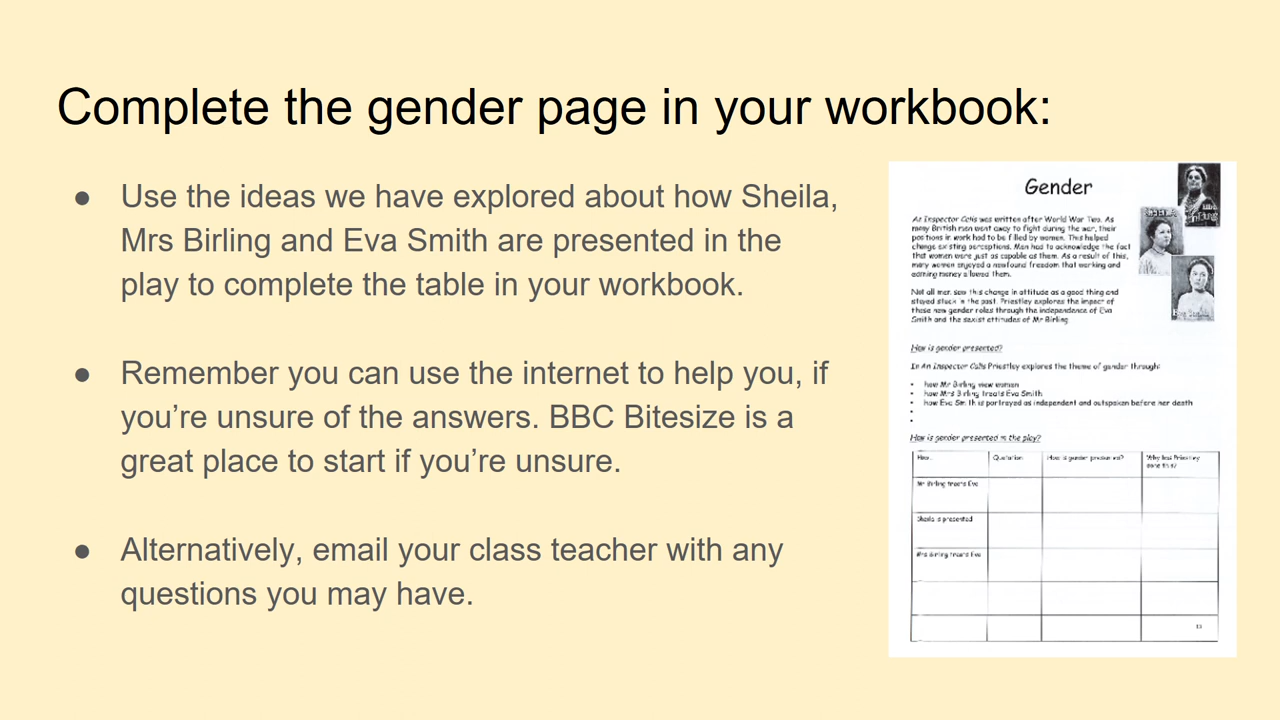 Complete the gender page in your workbook:
● Use the ideas we have explored about how Sheila,
Mrs Birling and Eva Smith are presented in the
play to complete the table in your workbook.
● Remember you can use the internet to help you, if
you’re unsure of the answers. BBC Bitesize is a
great place to start if you’re unsure.
● Alternatively, email your class teacher with any
questions you may have.
Gender
An Inspector Calls was written after World War Two. As
many British men went away to fight during the war, their
positions in work had to be filled by women. This helped
change existing perceptions. Men had to acknowledge the fact
that women were just as capable as them. As a result of this,
many women enjoyed a newfound freedom that working and
earning money allowed them.
Not all men saw this change in attitude as a good thing and
stayed stuck in the past. Priestley explores the impact of
these new gender roles through the independence of Eva
Smith and the sexist attitudes of Mr Birling
How is gender presented?
In An Inspector Calls Priestley explores the theme of gender through:
• how Mr Birling view women
• how Mrs Birling treats Eva Smith
• how Eva Smith is portrayed as independent and outspoken before her death
•
•
How is gender presented in the play?
How… Quotation How is gender presented? Why has Priestley
done this?
Mr Birling treats Eva
Sheila is presented
Mrs Birling treats Eva
13